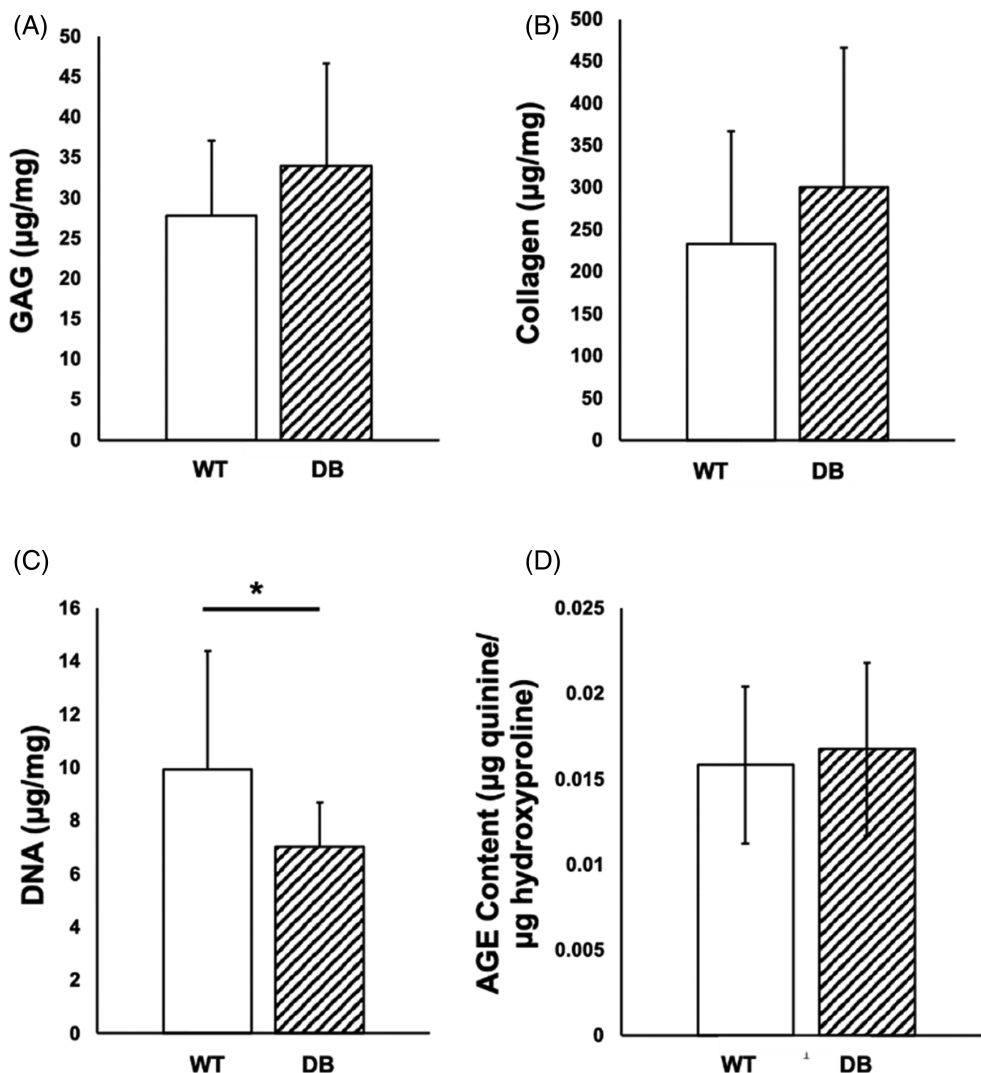 (A)
50
45
40
35
30
25
20
15
10
5
0
GAG (µg/mg)
WT DB
(B)
500
450
400
350
300
250
200
150
100
50
0
Collagen (µg/mg)
WT DB
(C)
*
16
14
12
10
8
6
4
2
0
DNA (µg/mg)
WT DB
(D)
0.025
0.02
0.015
0.01
0.005
0
AGE Content (µg quinine/
µg hydroxyproline)
WT DB